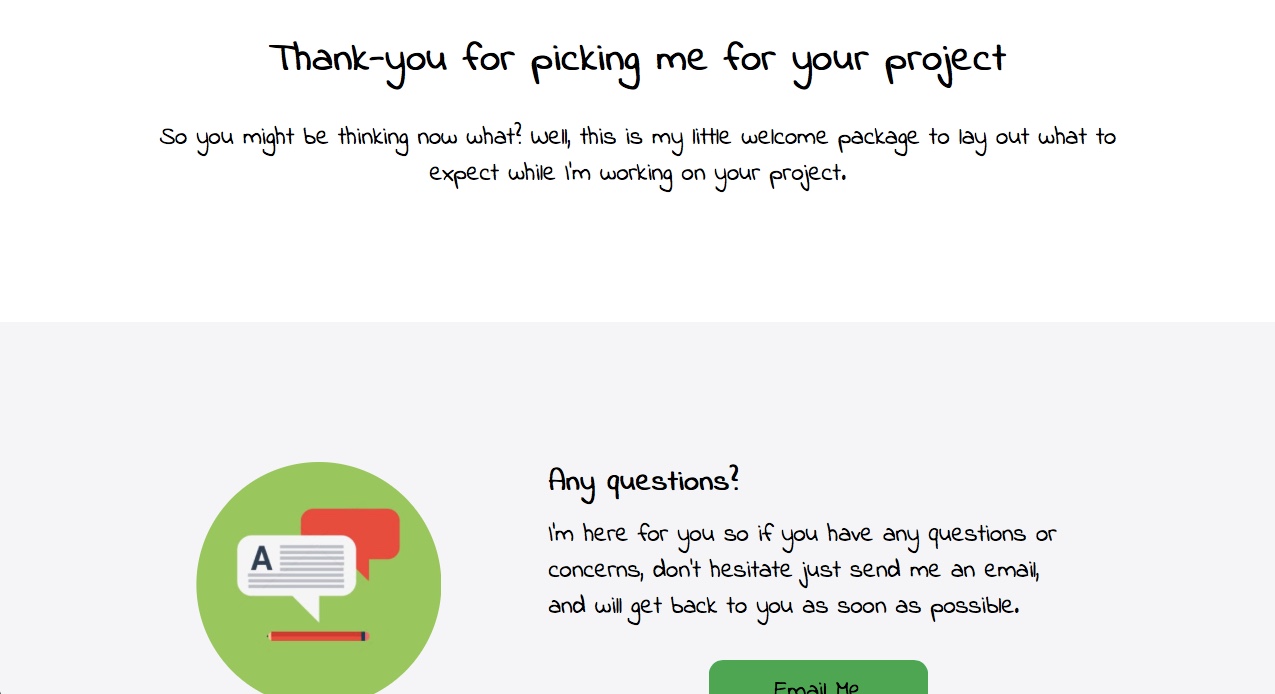 Thank-you for picking me for your project
So you might be thinking now what? Well, this is my little welcome package to lay out what to
expect while I'm working on your project.
Any questions?
A
I'm here for you so if you have any questions or
concerns, don't hesitate just send me an email,
and will get back to you as soon as possible.
Email Me